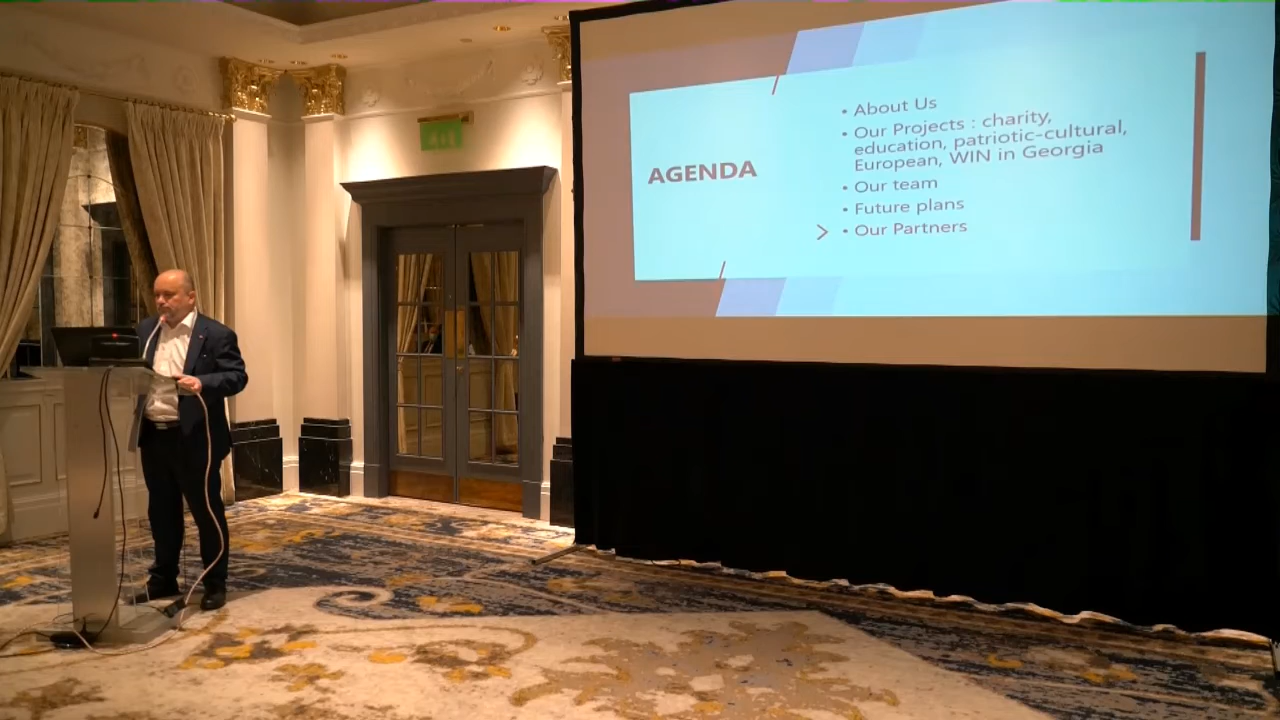 AGENDA
• About Us
• Our Projects : charity,
education, patriotic-cultural,
European, WIN in Georgia
• Our team
• Future plans
• Our Partners